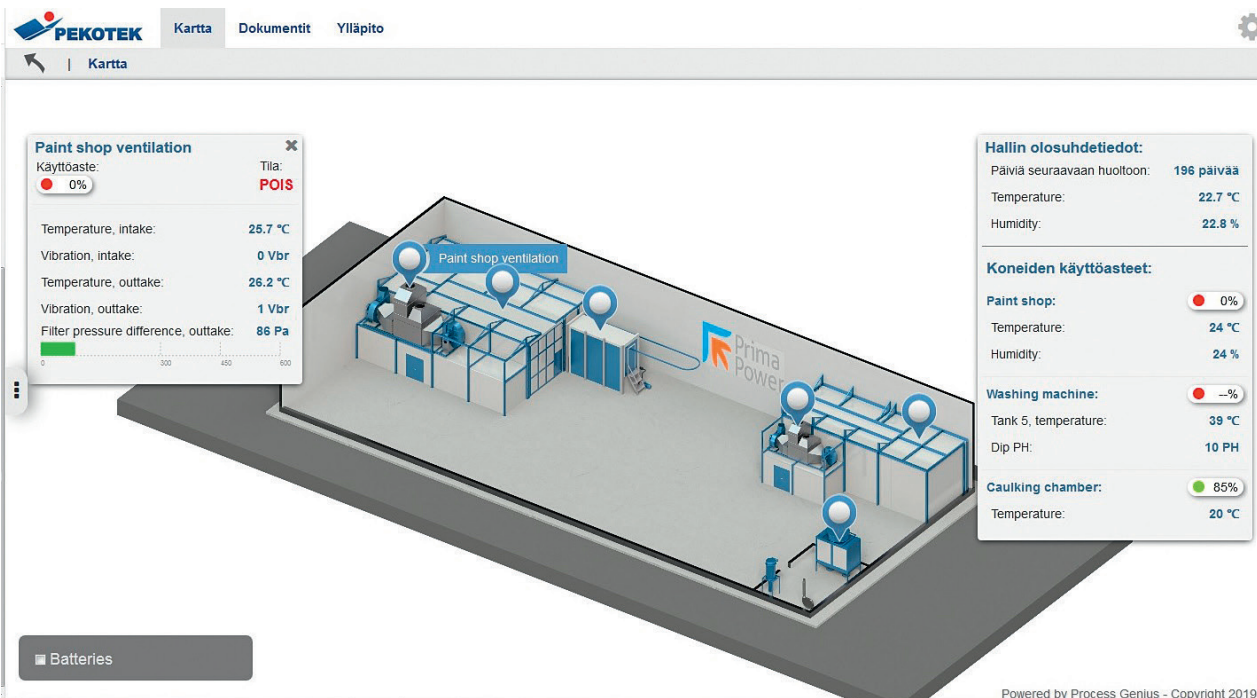 PEKOTEK Kartta Dokumentit Ylläpito
| Kartta
Paint shop ventilation
Käyttöaste: Tila:
0% POIS
Temperature, intake: 25.7 °C
Vibration, intake: 0 Vbr
Temperature, outtake: 26.2 °C
Vibration, outtake: 1 Vbr
Filter pressure difference, outtake: 86 Pa
0 300 450 600
Paint shop ventilation
Prima
Power
Hallin olosuhdetiedot:
Päiviä seuraavaan huoltoon: 196 päivää
Temperature: 22.7 °C
Humidity: 22.8 %
Koneiden käyttöasteet:
Paint shop: 0%
Temperature: 24 °C
Humidity: 24 %
Washing machine: --%
Tank 5, temperature: 39 °C
Dip PH: 10 PH
Caulking chamber: 85%
Temperature: 20 °C
Batteries
Powered by Process Genius - Copyright 2019